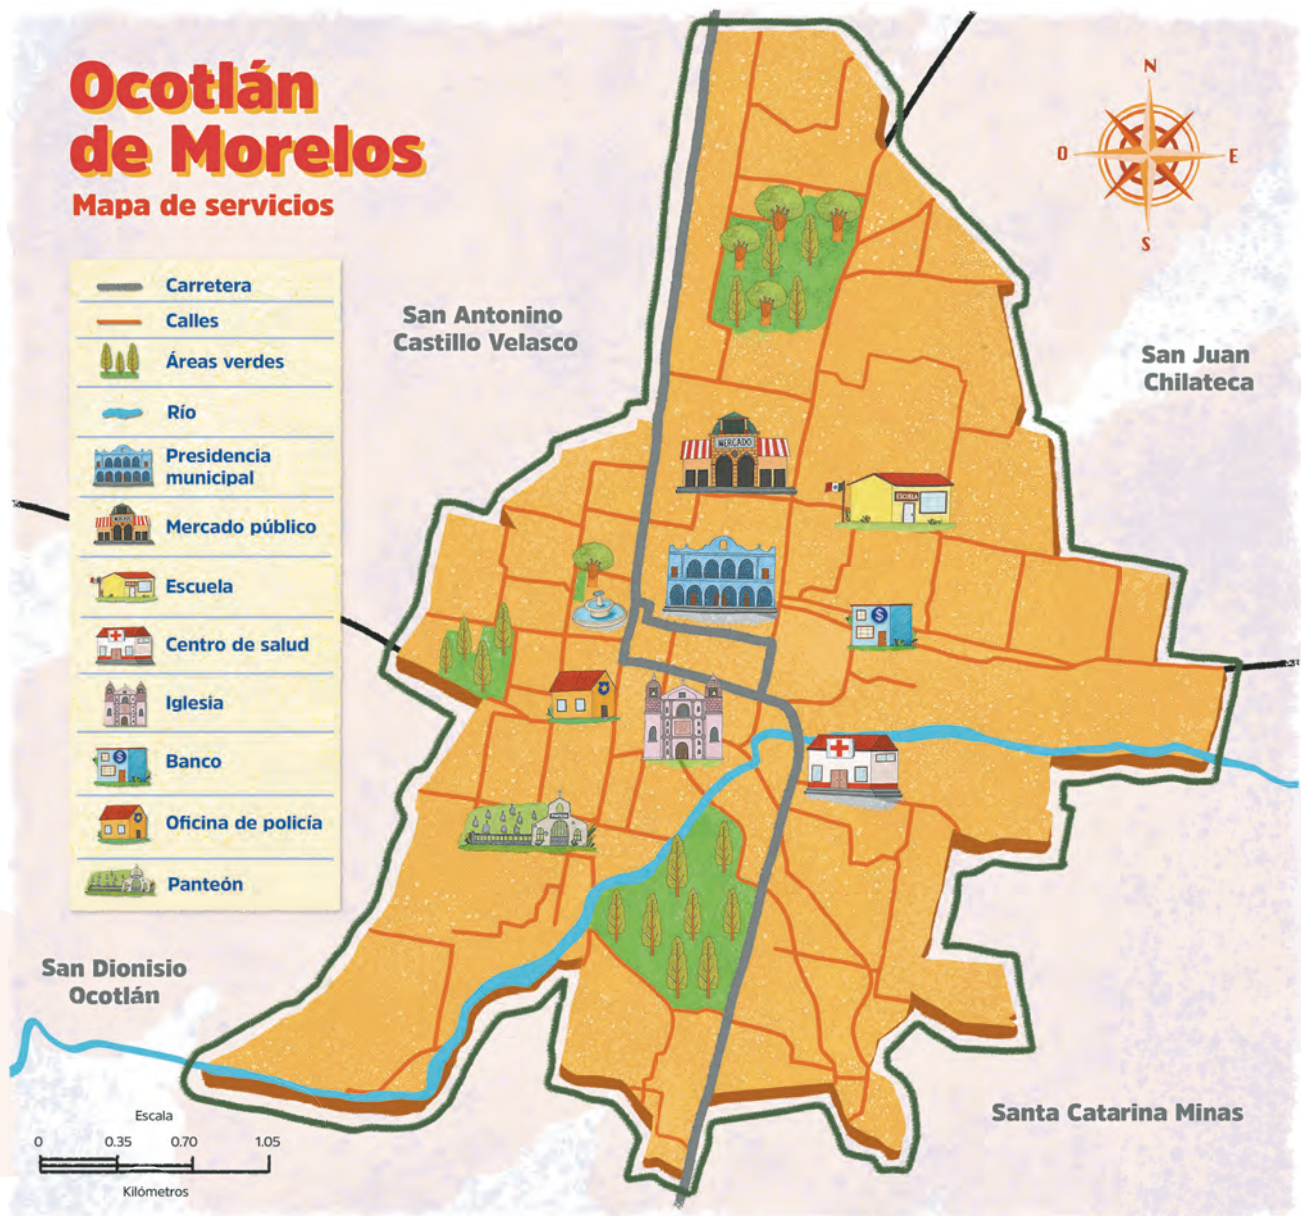 Ocotlán
de Morelos
Mapa de servicios
Carretera
Calles
Áreas verdes
Río
Presidencia
municipal
Mercado público
Escuela
Centro de salud
Iglesia
Banco
Oficina de policía
Panteón
San Antonino
Castillo Velasco
N
O
E
S
San Juan
Chilateca
MERCADO
ESCUELA
$
PANTEÓN
San Dionisio
Ocotlán
Santa Catarina Minas
Escala
0 0.35 0.70 1.05
Kilómetros